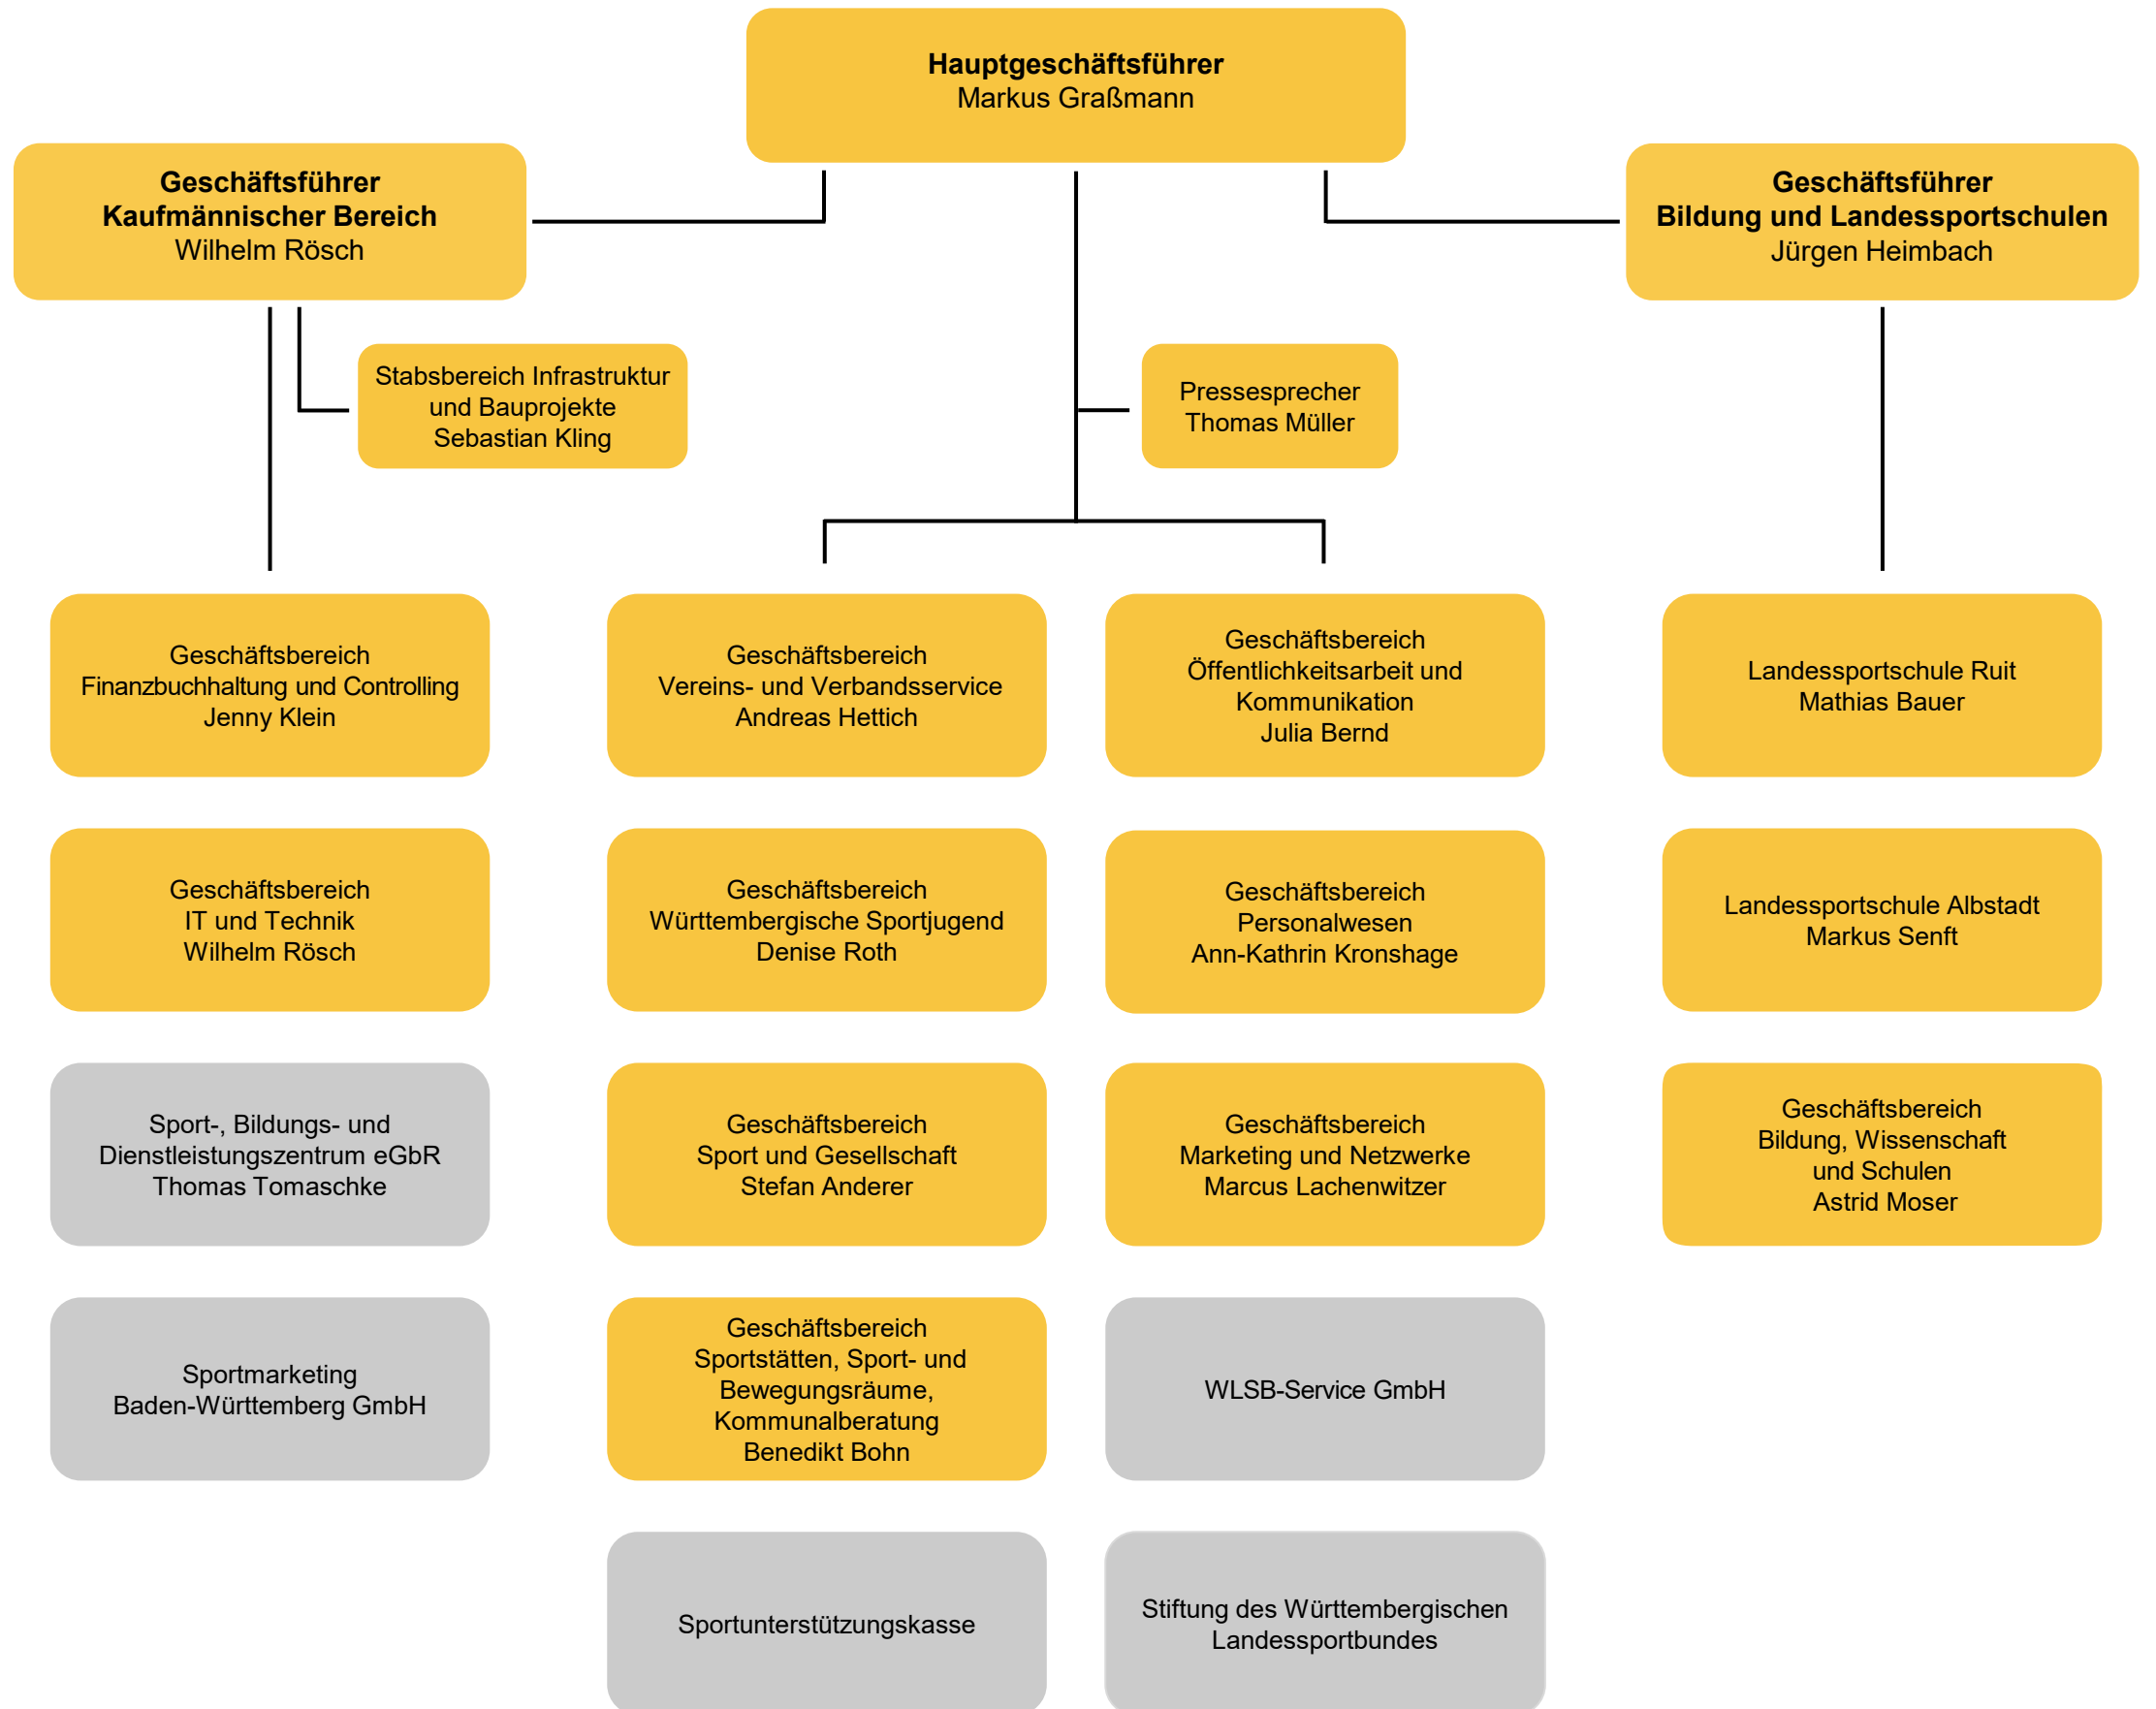 Hauptgeschäftsführer
Markus Graßmann
Geschäftsführer
Kaufmännischer Bereich
Wilhelm Rösch
Geschäftsführer
Bildung und Landessportschulen
Jürgen Heimbach
Stabsbereich Infrastruktur
und Bauprojekte
Sebastian Kling
Pressesprecher
Thomas Müller
Geschäftsbereich
Finanzbuchhaltung und Controlling
Jenny Klein
Geschäftsbereich
Vereins- und Verbandsservice
Andreas Hettich
Geschäftsbereich
Öffentlichkeitsarbeit und
Kommunikation
Julia Bernd
Landessportschule Ruit
Mathias Bauer
Geschäftsbereich
IT und Technik
Wilhelm Rösch
Geschäftsbereich
Württembergische Sportjugend
Denise Roth
Geschäftsbereich
Personalwesen
Ann-Kathrin Kronshage
Landessportschule Albstadt
Markus Senft
Sport-, Bildungs- und
Dienstleistungszentrum eGbR
Thomas Tomaschke
Geschäftsbereich
Sport und Gesellschaft
Stefan Anderer
Geschäftsbereich
Marketing und Netzwerke
Marcus Lachenwitzer
Geschäftsbereich
Bildung, Wissenschaft
und Schulen
Astrid Moser
Sportmarketing
Baden-Württemberg GmbH
Geschäftsbereich
Sportstätten, Sport- und
Bewegungsräume,
Kommunalberatung
Benedikt Bohn
WLSB-Service GmbH
Sportunterstützungskasse
Stiftung des Württembergischen
Landessportbundes